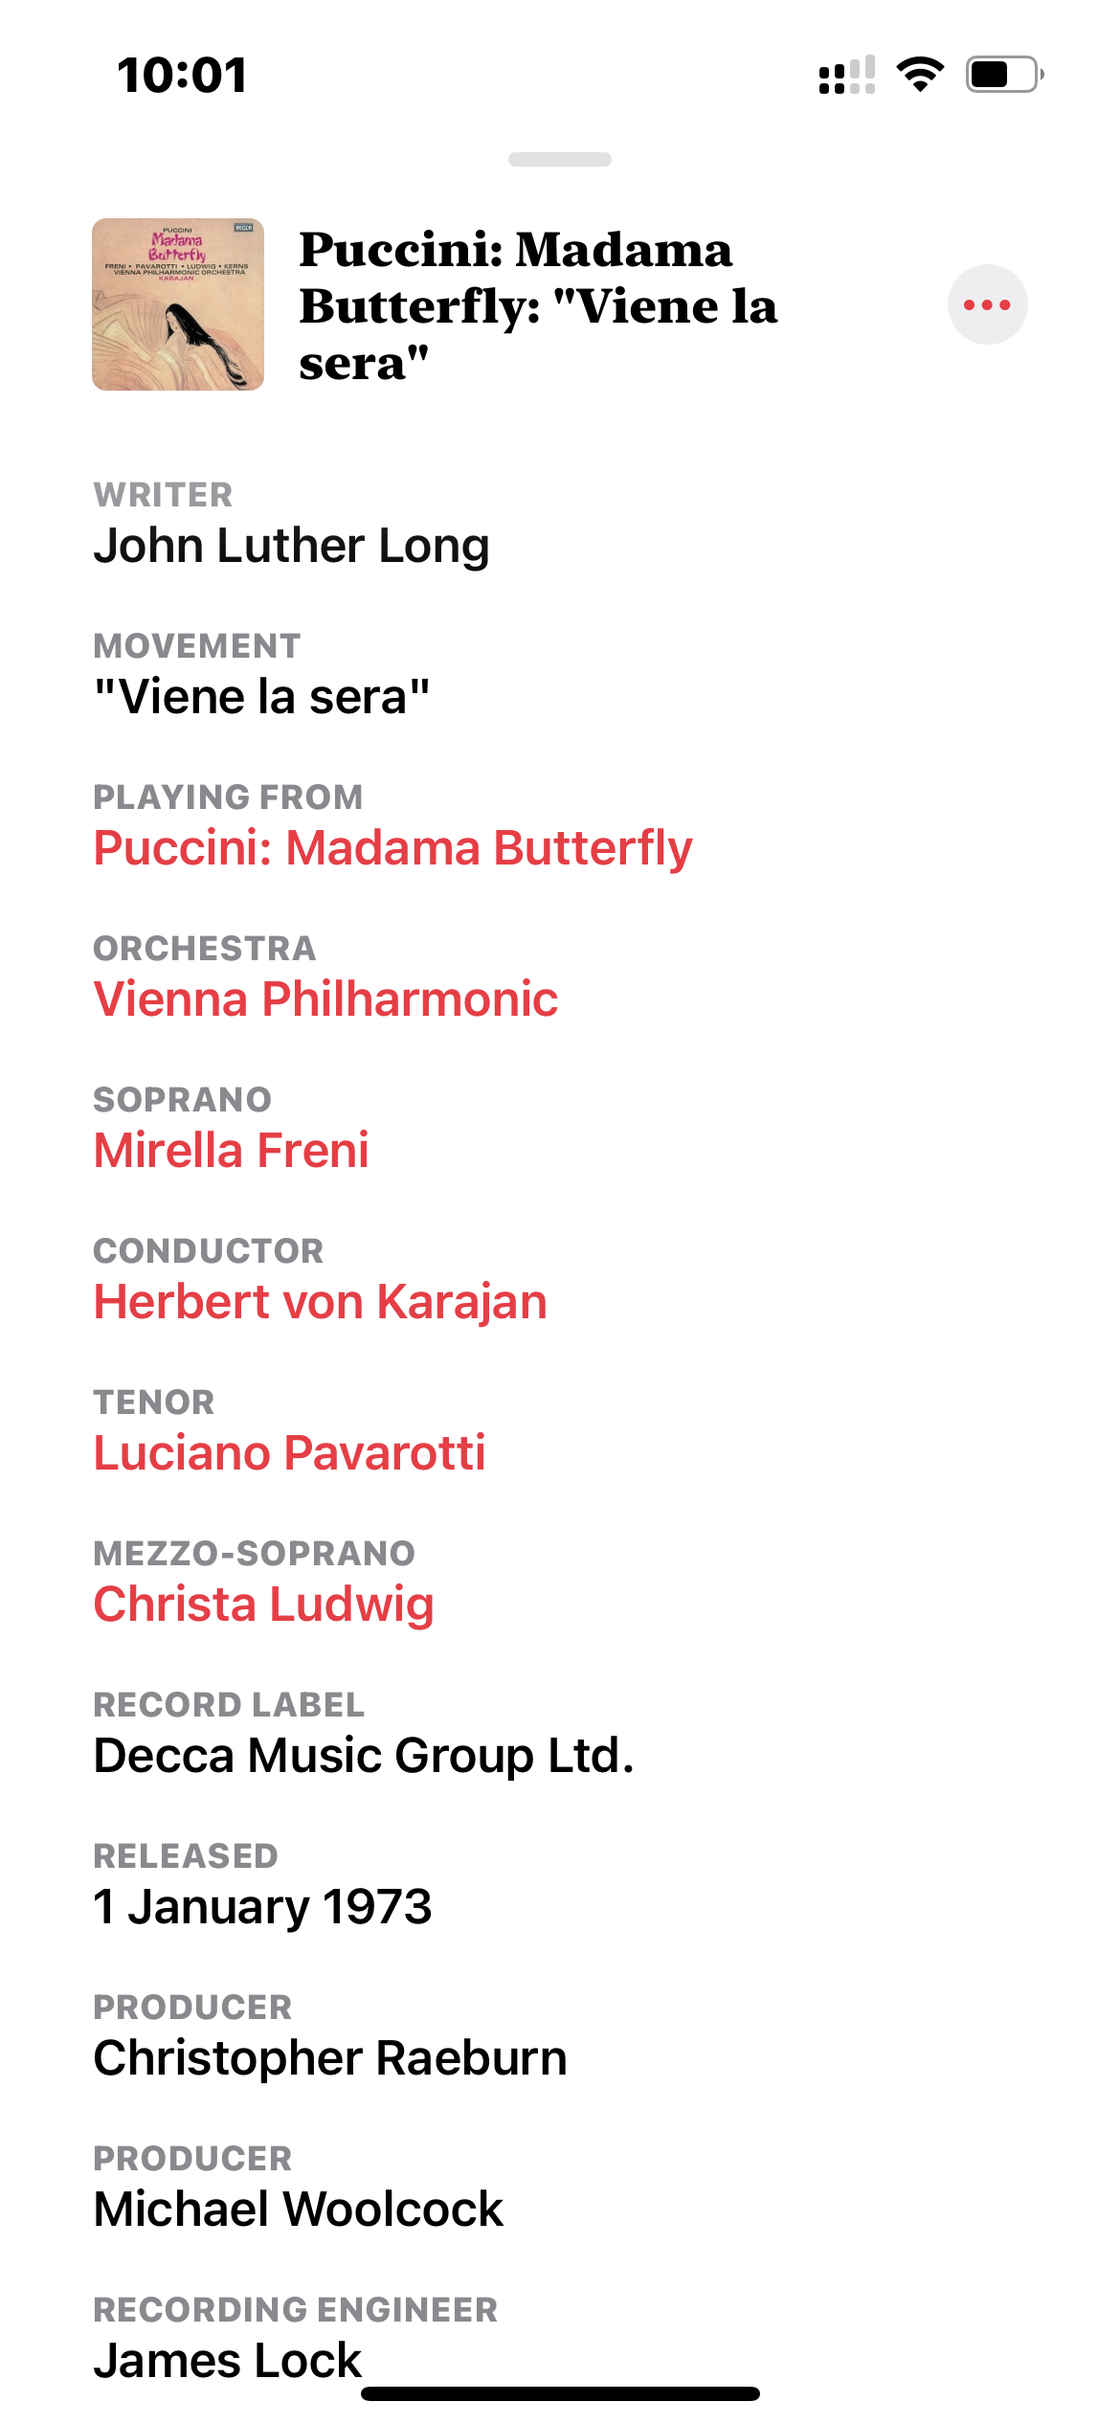 10:01
PUCCINI
DECCA
Madama
Butterfly
FRENI • PAVAROTTI • LUDWIG • KERNS
VIENNA PHILHARMONIC ORCHESTRA
KARAJAN
Puccini: Madama
Butterfly: "Viene la
sera"
WRITER
John Luther Long
MOVEMENT
"Viene la sera"
PLAYING FROM
Puccini: Madama Butterfly
ORCHESTRA
Vienna Philharmonic
SOPRANO
Mirella Freni
CONDUCTOR
Herbert von Karajan
TENOR
Luciano Pavarotti
MEZZO-SOPRANO
Christa Ludwig
RECORD LABEL
Decca Music Group Ltd.
RELEASED
1 January 1973
PRODUCER
Christopher Raeburn
PRODUCER
Michael Woolcock
RECORDING ENGINEER
James Lock